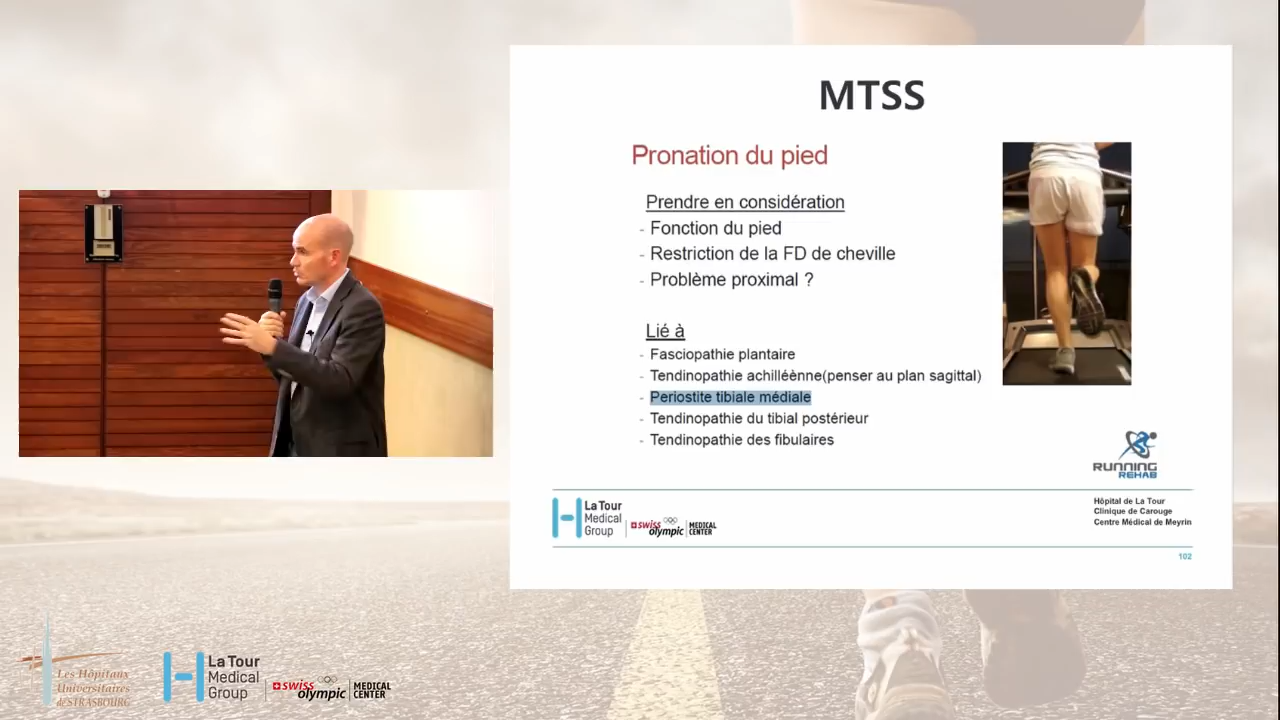 MTSS
Pronation du pied
Prendre en considération
- Fonction du pied
- Restriction de la FD de cheville
- Problème proximal ?
Lié à
- Fasciopathie plantaire
- Tendinopathie achilléènne(penser au plan sagittal)
- Periostite tibiale médiale
- Tendinopathie du tibial postérieur
- Tendinopathie des fibulaires
RUNNING
REHAB
La Tour
Medical
Group
swiss
olympic
MEDICAL
CENTER
Hôpital de La Tour
Clinique de Carouge
Centre Médical de Meyrin
102
Les Hôpitaux
Universitaires
de STRASBOURG
La Tour
Medical
Group
swiss
olympic
MEDICAL
CENTER